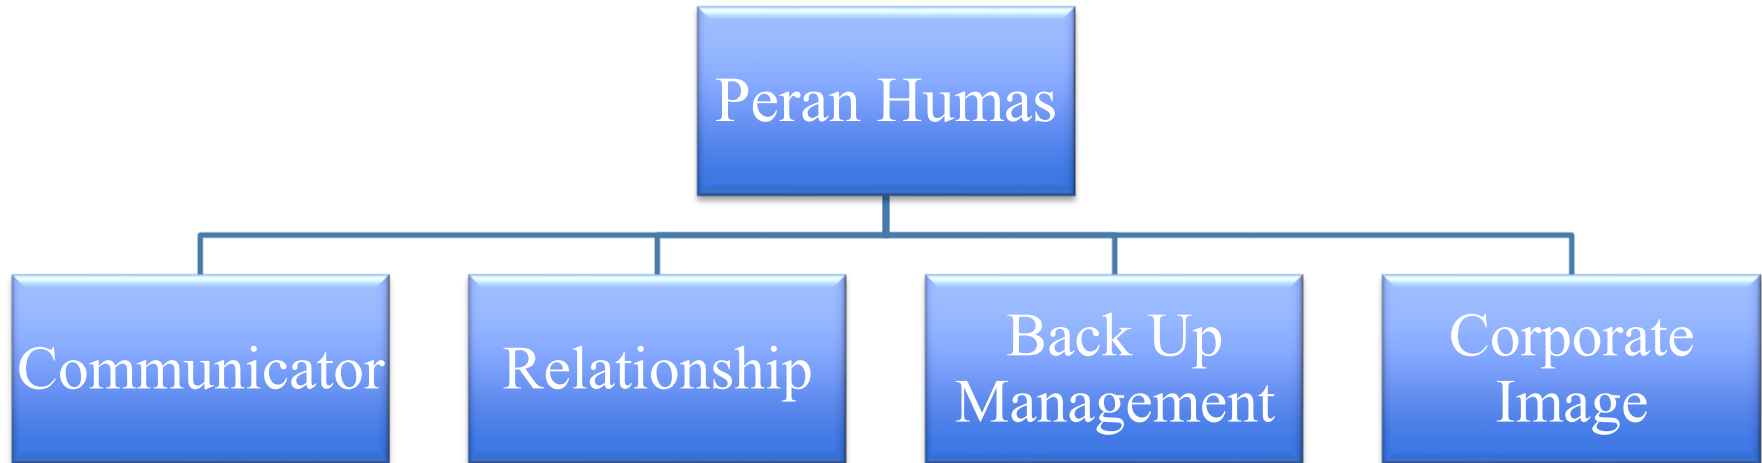 Peran Humas
Communicator
Relationship
Back Up
Management
Corporate
Image